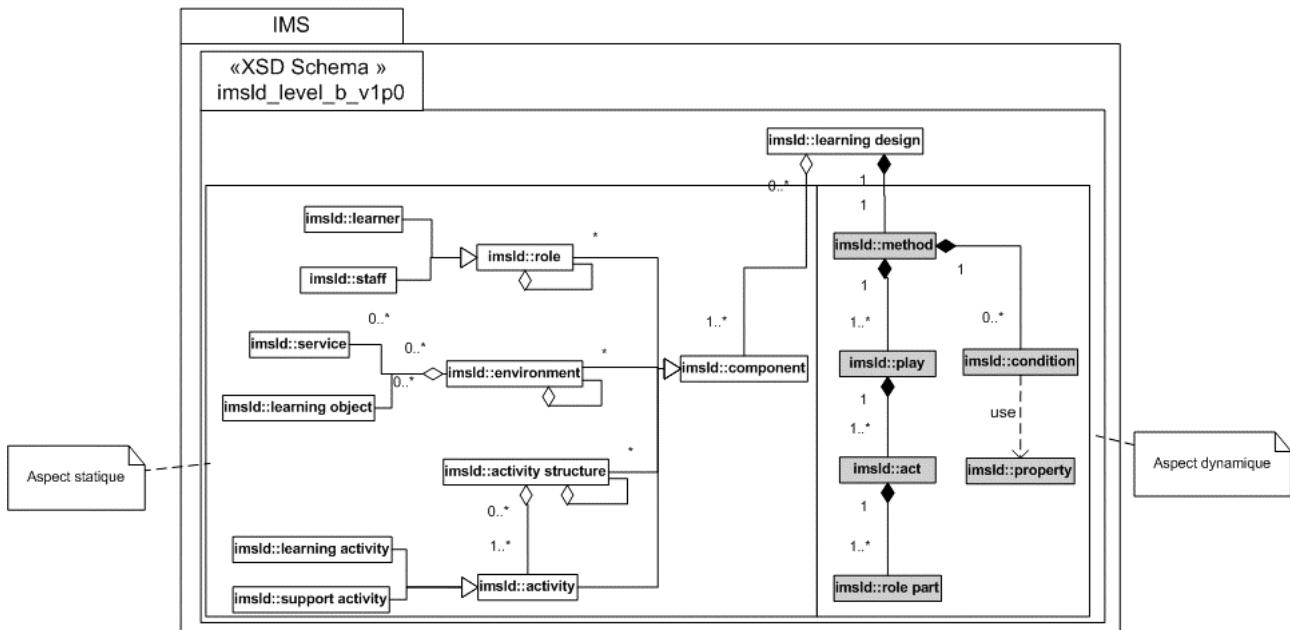 IMS
«XSD Schema »
imsld_level_b_v1p0
imsld::learning design
0..*
1
1
imsld::learner
imsld::role
*
imsld::method
1
1
imsld::staff
0..*
1..*
1..*
0..*
imsld::service
0..*
imsld::environment
*
0..*
imsld::component
imsld::play
imsld::condition
imsld::learning object
1
use
1..*
imsld::activity structure
*
imsld::act
imsld::property
Aspect statique
Aspect dynamique
0..*
1
1..*
1..*
imsld::learning activity
imsld::activity
imsld::support activity
imsld::role part